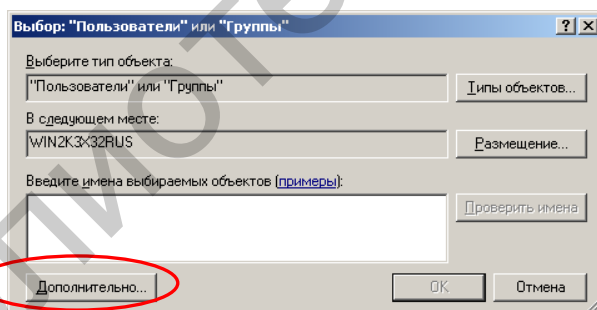 Выбор: "Пользователи" или "Группы"
Выберите тип объекта:
"Пользователи" или "Группы"
Типы объектов...
В следующем месте:
WIN2K3X32RUS
Размещение...
Введите имена выбираемых объектов (примеры):
Проверить имена
Дополнительно...
OK
Отмена